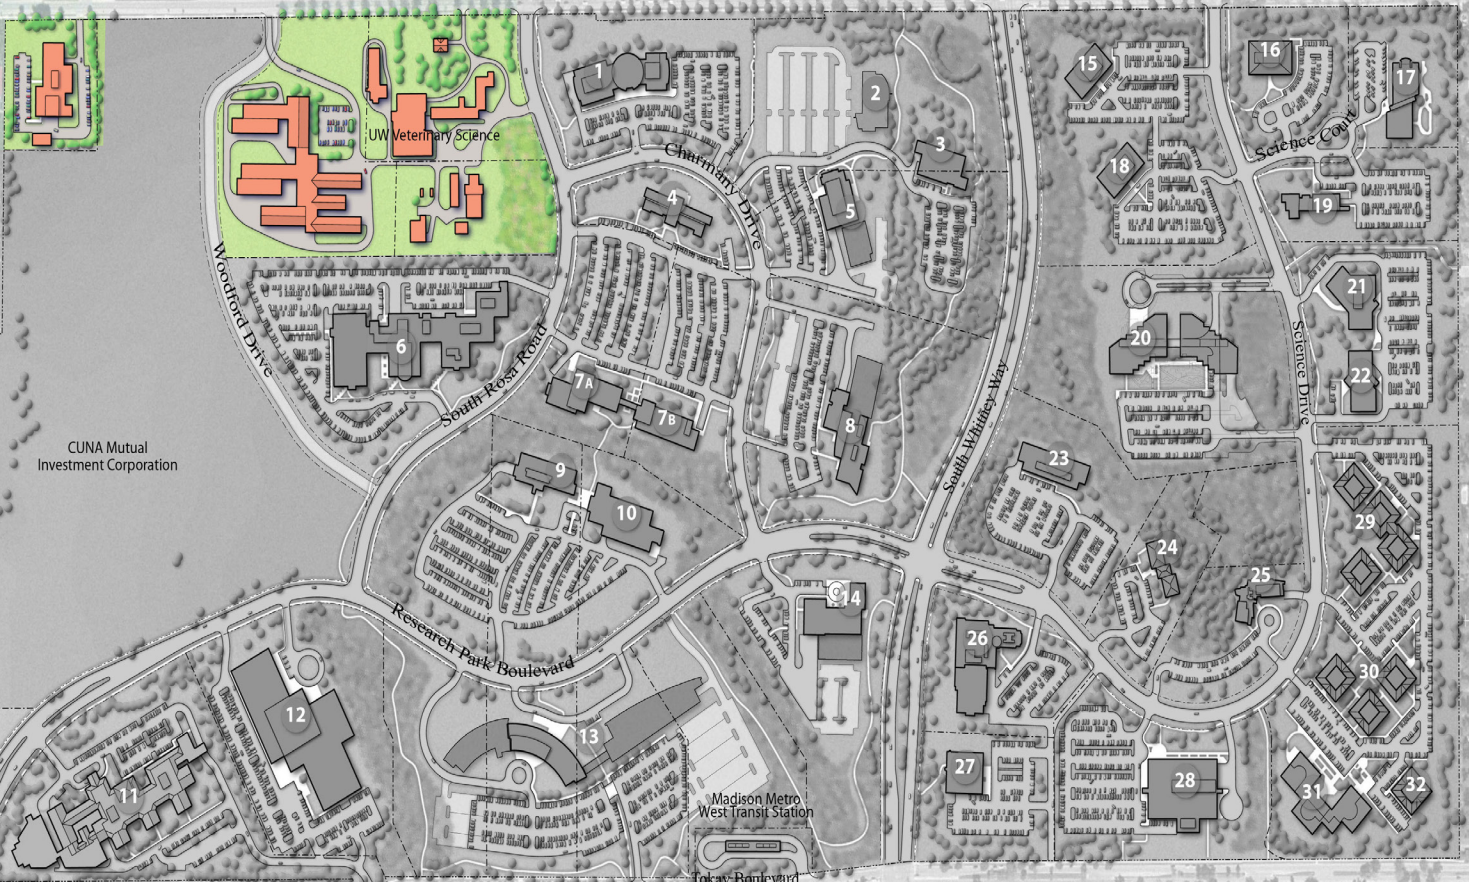 1
2
3
4
5
6
7A
7B
8
9
10
11
12
13
14
15
16
17
18
19
20
21
22
23
24
25
26
27
28
29
30
31
32
UW Veterinary Science
Charmany Drive
Science Court
Woodford Drive
South Rosa Road
South Whitney Way
Science Drive
CUNA Mutual
Investment Corporation
Research Park Boulevard
Madison Metro
West Transit Station
Tokay Boulevard